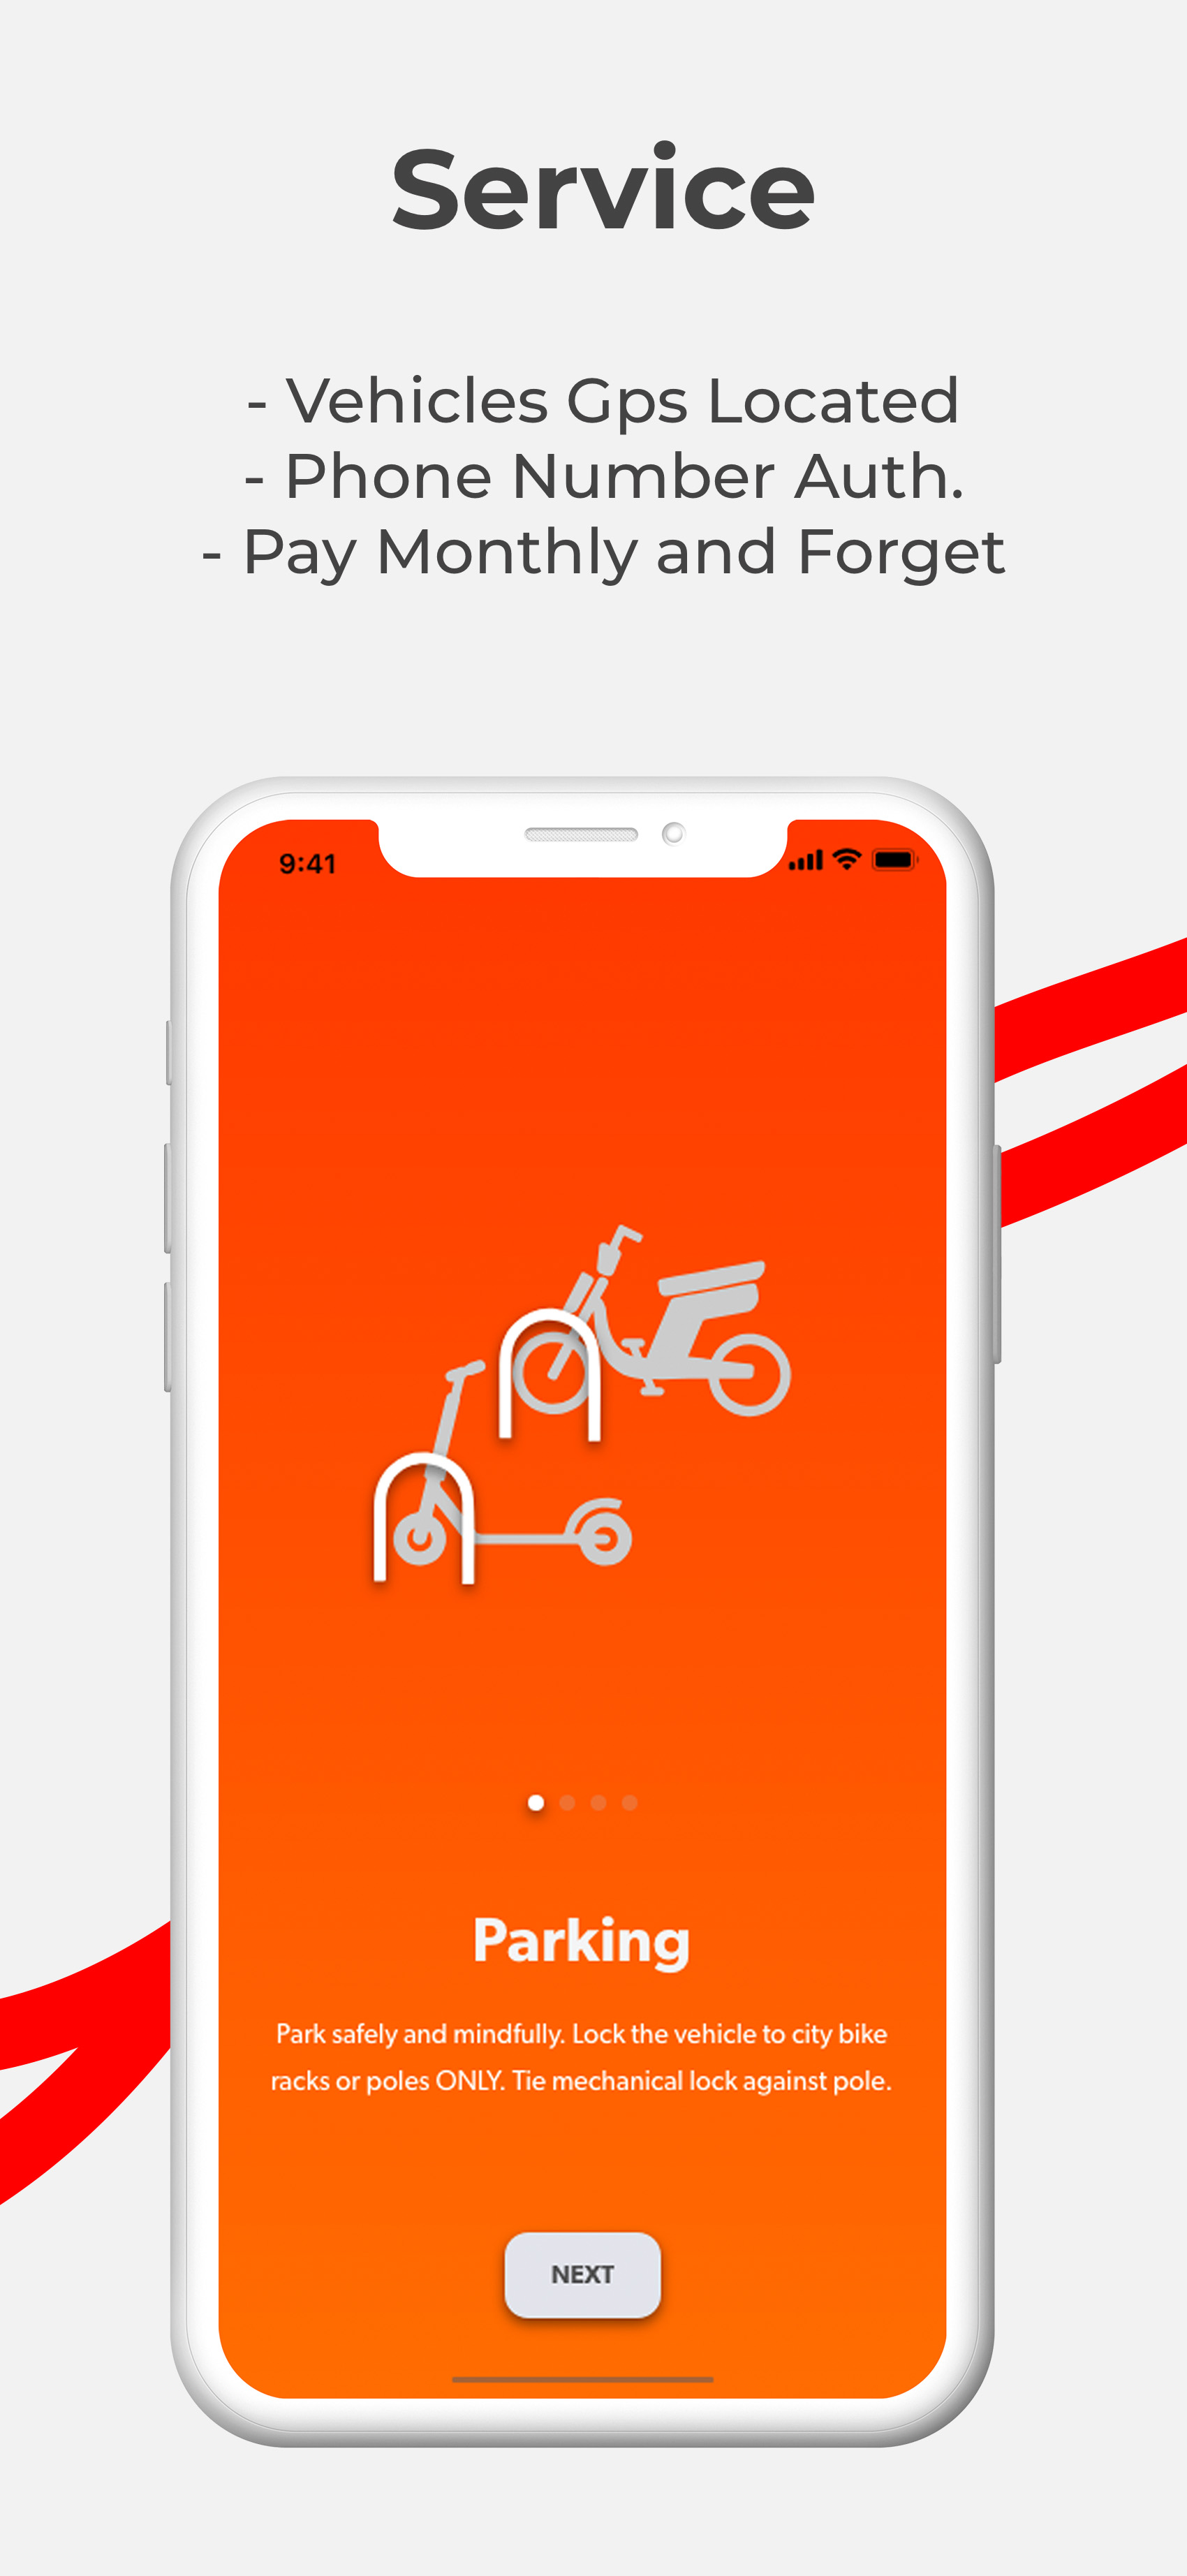 Service
- Vehicles Gps Located
- Phone Number Auth.
- Pay Monthly and Forget
9:41
Parking
Park safely and mindfully. Lock the vehicle to city bike
racks or poles ONLY. Tie mechanical lock against pole.
NEXT